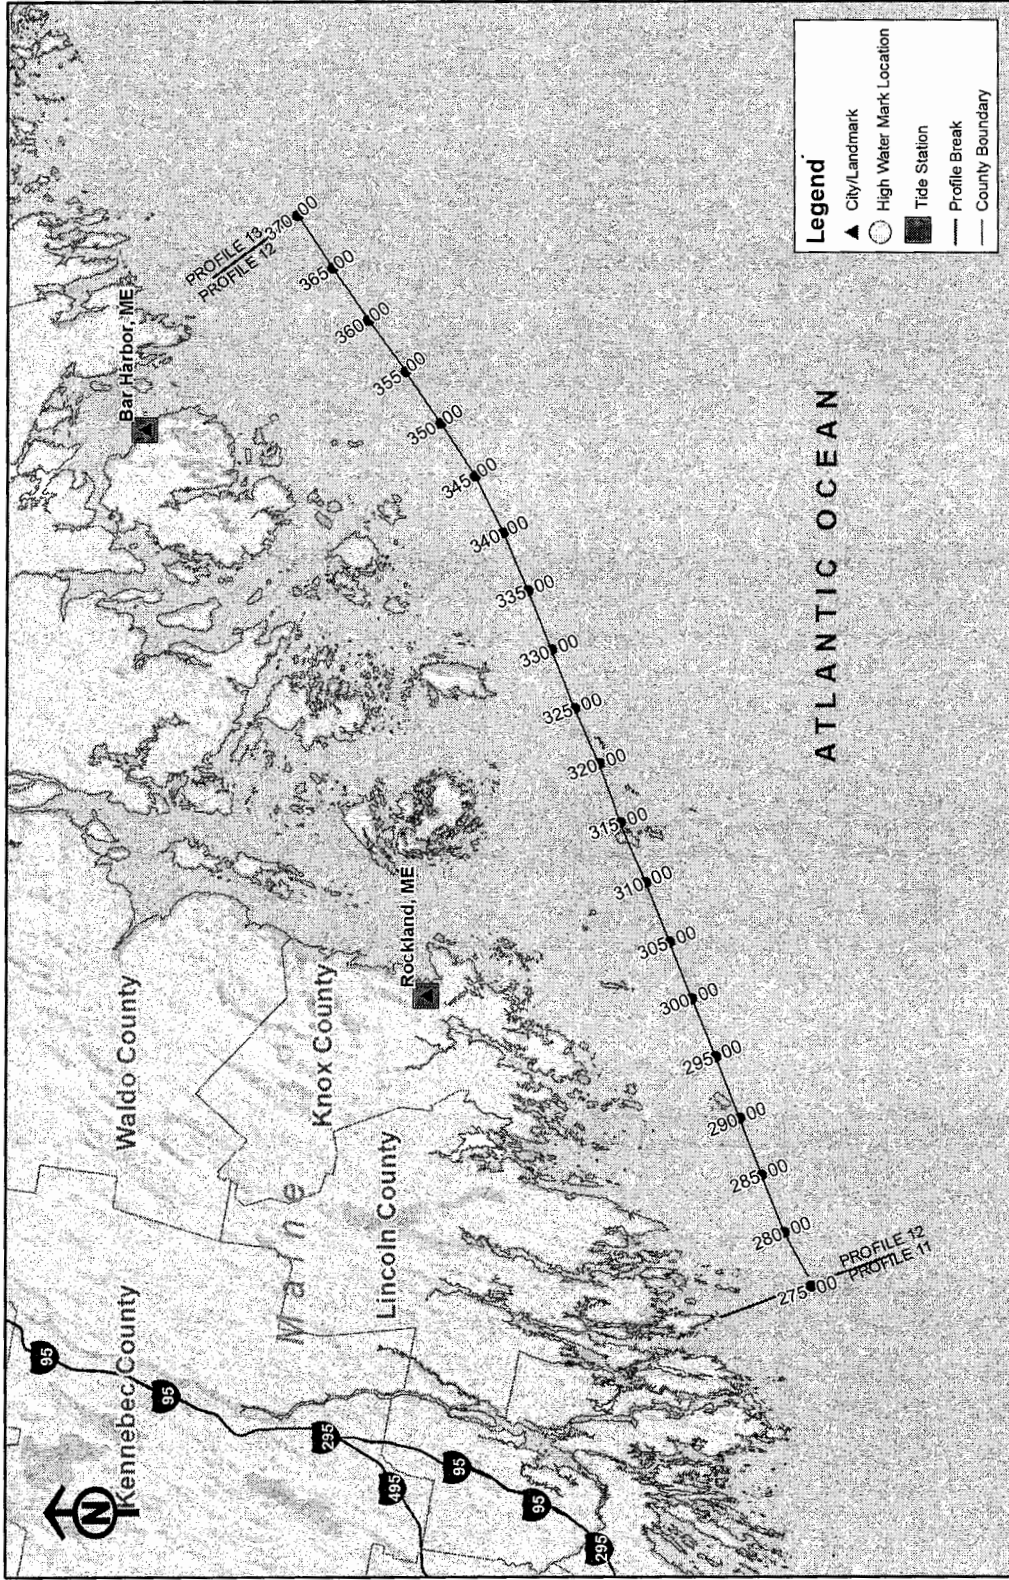 95
95
295
495
95
95
295
N
Kennebec County
Waldo County
Knox County
Lincoln County
Maine
Rockland, ME
Bar Harbor, ME
ATLANTIC OCEAN
PROFILE 13
PROFILE 12
370+00
365+00
360+00
355+00
350+00
345+00
340+00
335+00
330+00
325+00
320+00
315+00
310+00
305+00
300+00
295+00
290+00
285+00
280+00
275+00
PROFILE 12
PROFILE 11
Legend
City/Landmark
High Water Mark Location
Tide Station
Profile Break
County Boundary